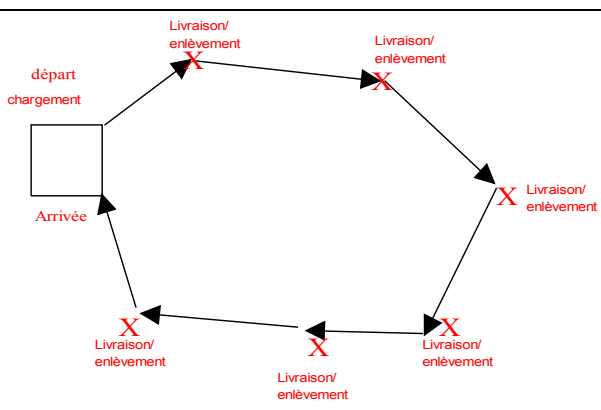 Livraison/
enlèvement
X
Livraison/
enlèvement
X
départ
chargement
Arrivée
X
Livraison/
enlèvement
X
Livraison/
enlèvement
X
Livraison/
enlèvement
X
Livraison/
enlèvement